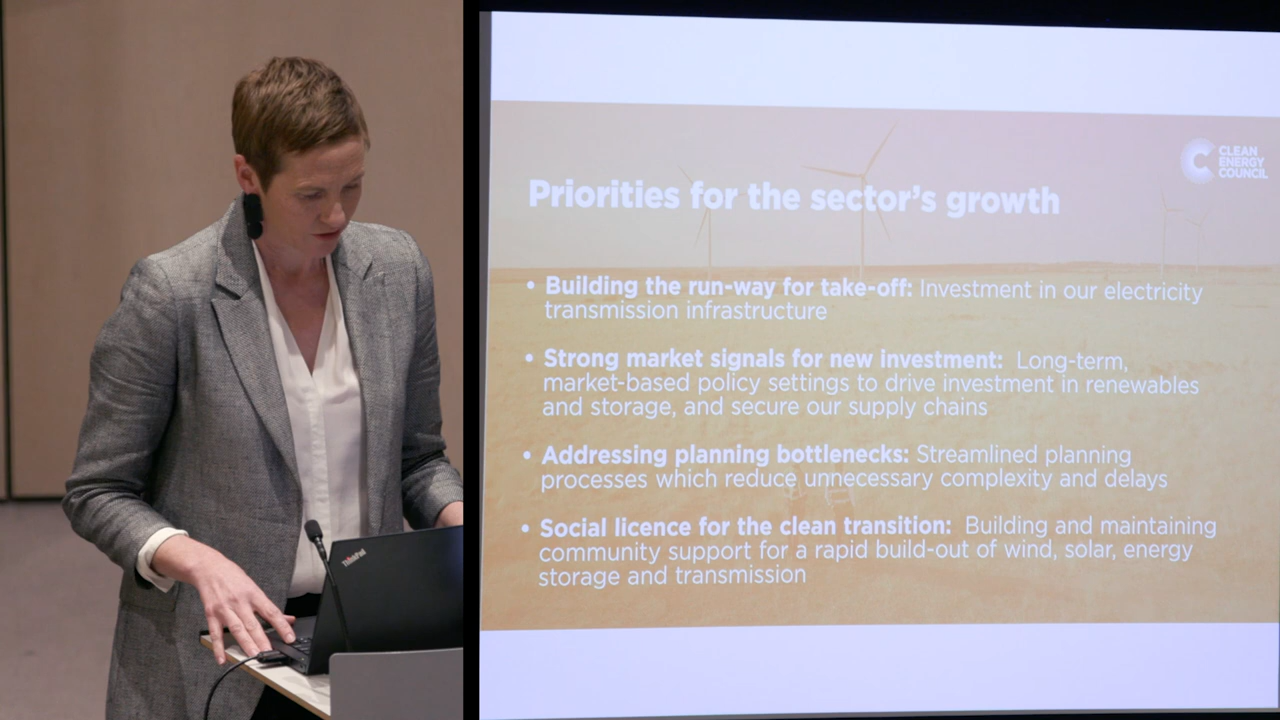 CLEAN
ENERGY
COUNCIL
Priorities for the sector's growth
• Building the run-way for take-off: Investment in our electricity
transmission infrastructure
• Strong market signals for new investment: Long-term,
market-based policy settings to drive investment in renewables
and storage, and secure our supply chains
• Addressing planning bottlenecks: Streamlined planning
processes which reduce unnecessary complexity and delays
• Social licence for the clean transition: Building and maintaining
community support for a rapid build-out of wind, solar, energy
storage and transmission
ThinkPad